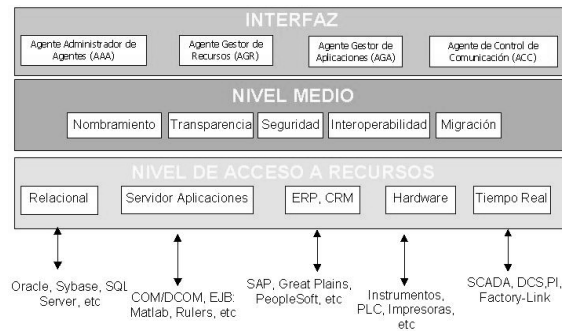 INTERFAZ
Agente Administrador de
Agentes (AAA)
Agente Gestor de
Recursos (AGR)
Agente Gestor de
Aplicaciones (AGA)
Agente de Control de
Comunicación (ACC)
NIVEL MEDIO
Nombramiento
Transparencia
Seguridad
Interoperabilidad
Migración
NIVEL DE ACCESO A RECURSOS
Relacional
Servidor Aplicaciones
ERP, CRM
Hardware
Tiempo Real
Oracle, Sybase, SQL
Server, etc
COM/DCOM, EJB:
Matlab, Rulers, etc
SAP, Great Plains,
PeopleSoft, etc
Instrumentos,
PLC, Impresoras,
etc
SCADA, DCS,PI,
Factory-Link